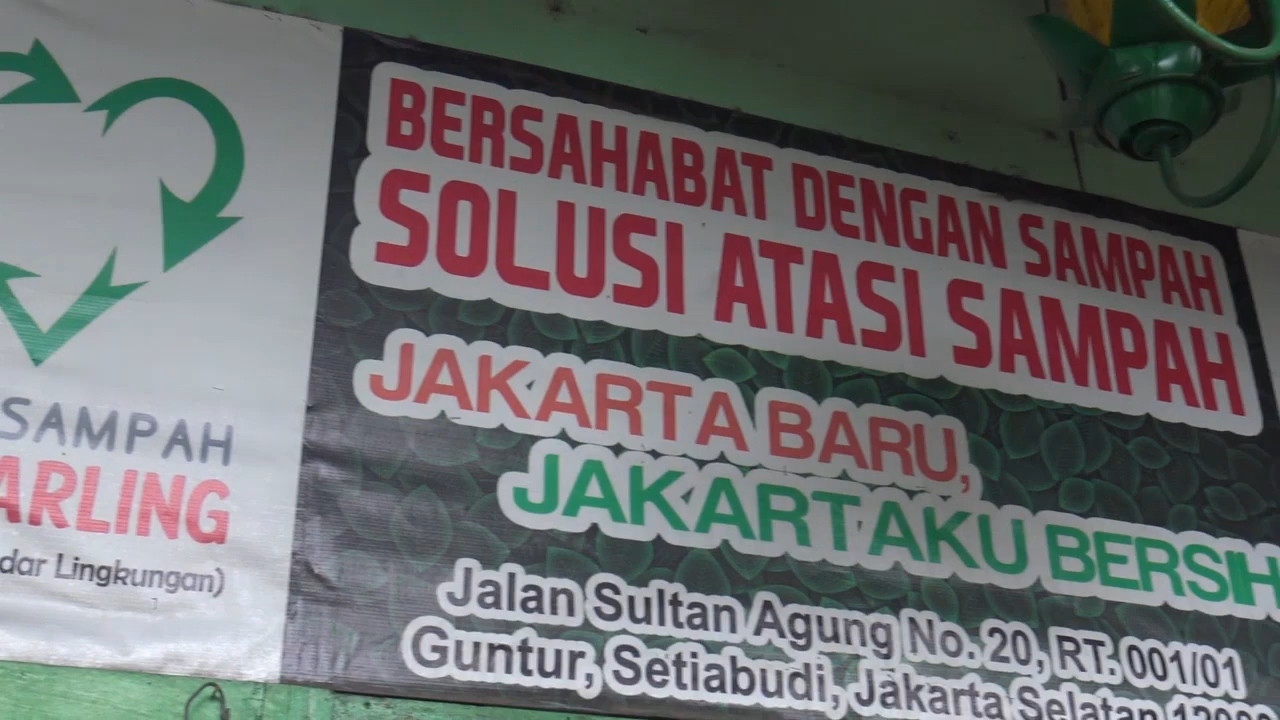 SAMPAH
ARLING
dar Lingkungan)
BERSAHABAT DENGAN SAMPAH
SOLUSI ATASI SAMPAH
JAKARTA BARU,
JAKARTAKU BERSIH
Jalan Sultan Agung No. 20, RT. 001/01
Guntur, Setiabudi, Jakarta Selatan